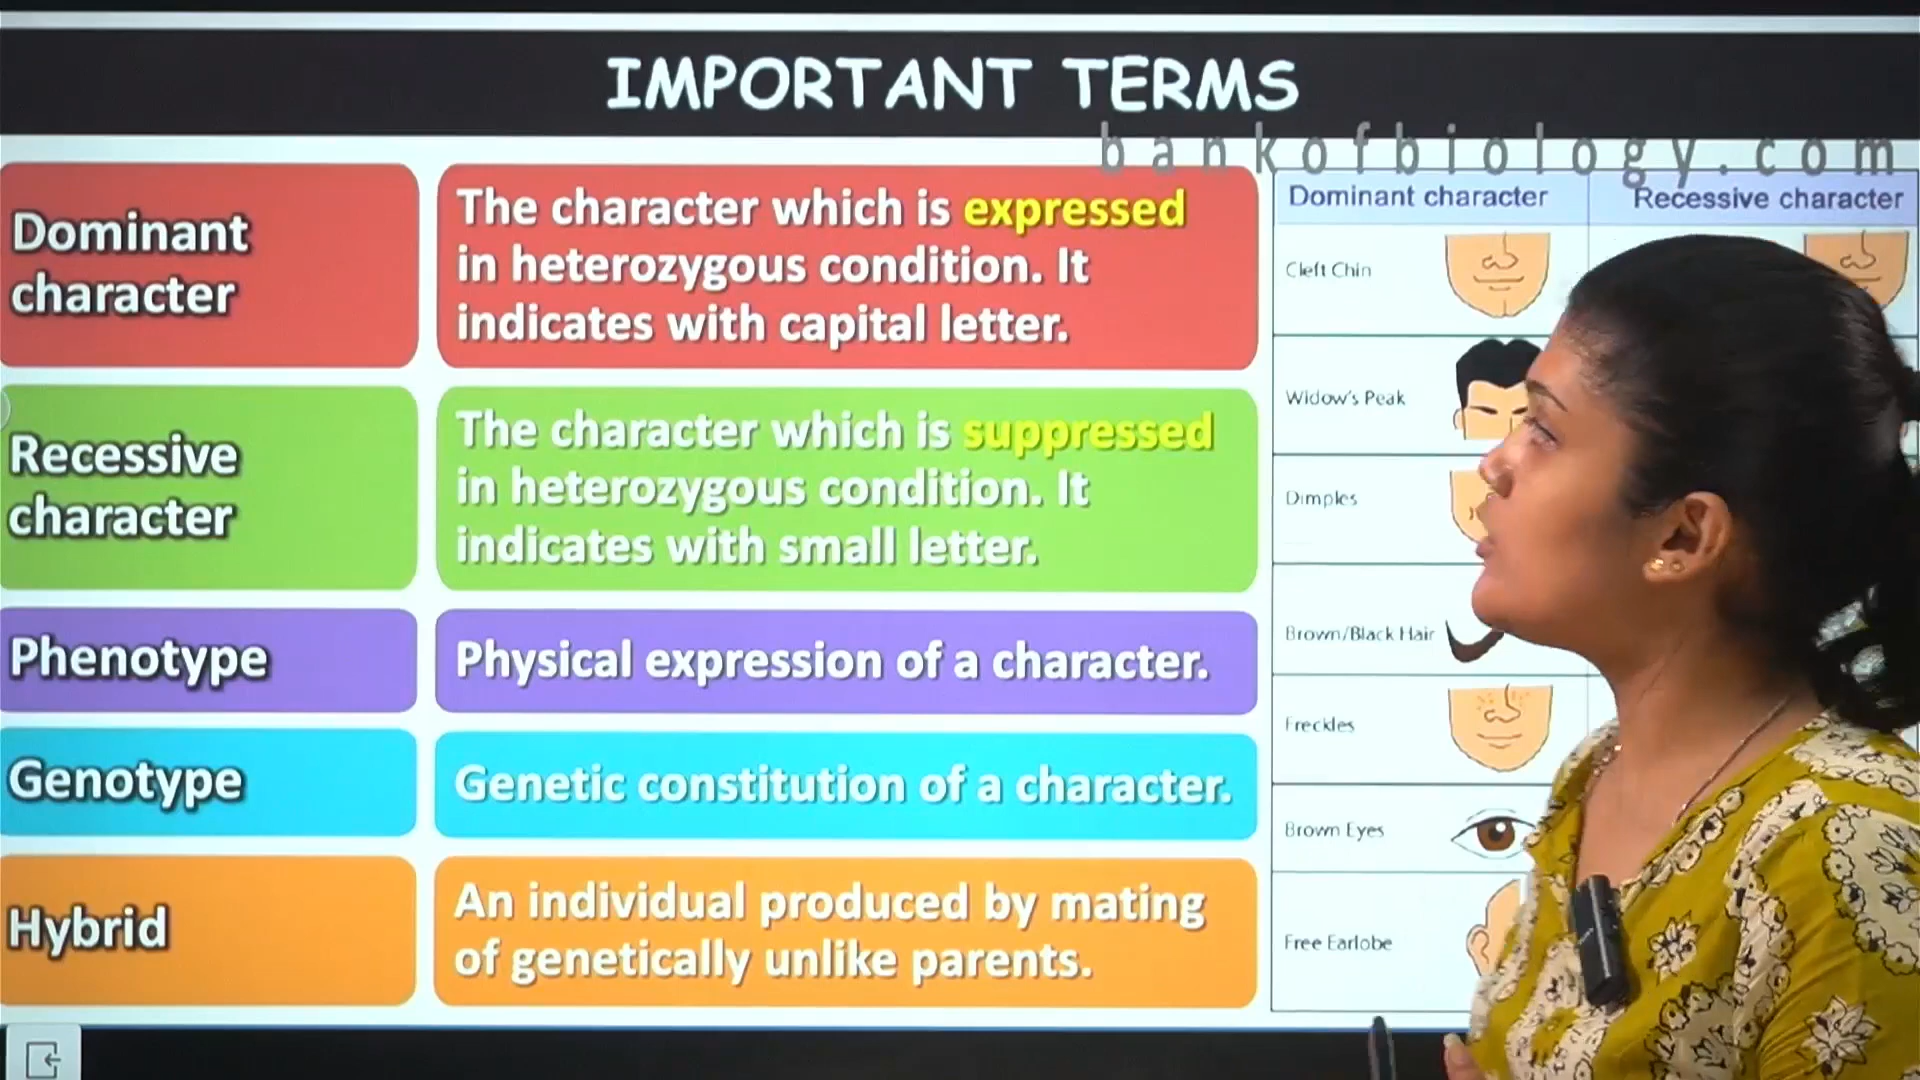 IMPORTANT TERMS
bankofbiology.com
Dominant
character
The character which is expressed
in heterozygous condition. It
indicates with capital letter.
Recessive
character
The character which is suppressed
in heterozygous condition. It
indicates with small letter.
Phenotype
Physical expression of a character.
Genotype
Genetic constitution of a character.
Hybrid
An individual produced by mating
of genetically unlike parents.
Dominant character
Recessive character
Cleft Chin
Widow's Peak
Dimples
Brown/Black Hair
Freckles
Brown Eyes
Free Earlobe